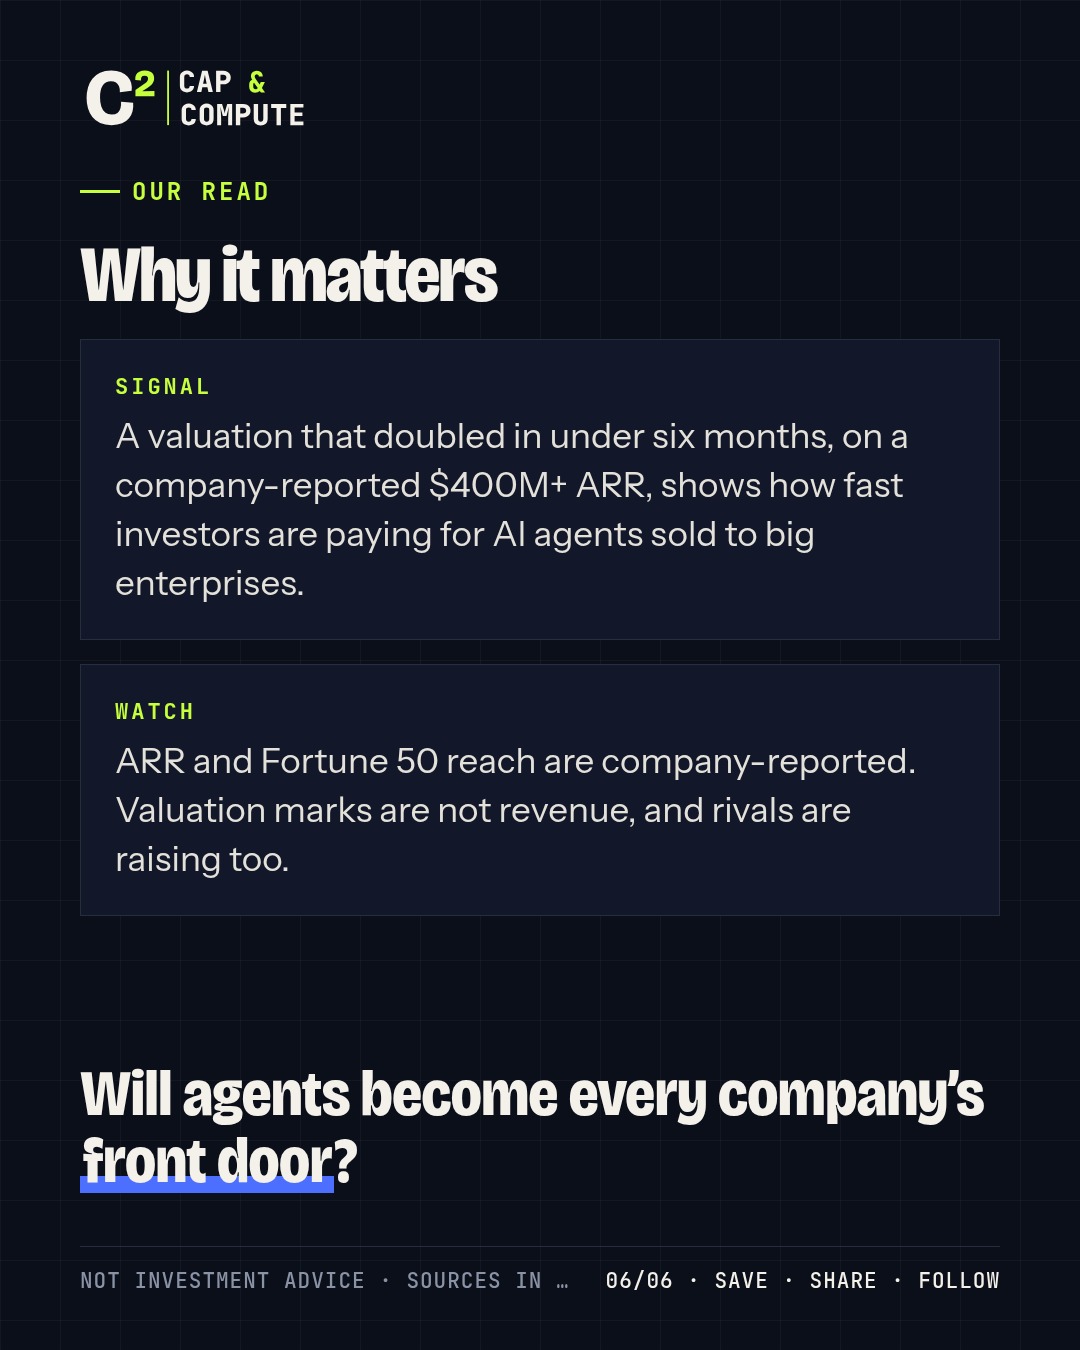 C² CAP &
COMPUTE
OUR READ
Why it matters
SIGNAL
A valuation that doubled in under six months, on a
company-reported $400M+ ARR, shows how fast
investors are paying for AI agents sold to big
enterprises.
WATCH
ARR and Fortune 50 reach are company-reported.
Valuation marks are not revenue, and rivals are
raising too.
Will agents become every company's
front door?
NOT INVESTMENT ADVICE · SOURCES IN … 06/06 · SAVE · SHARE · FOLLOW